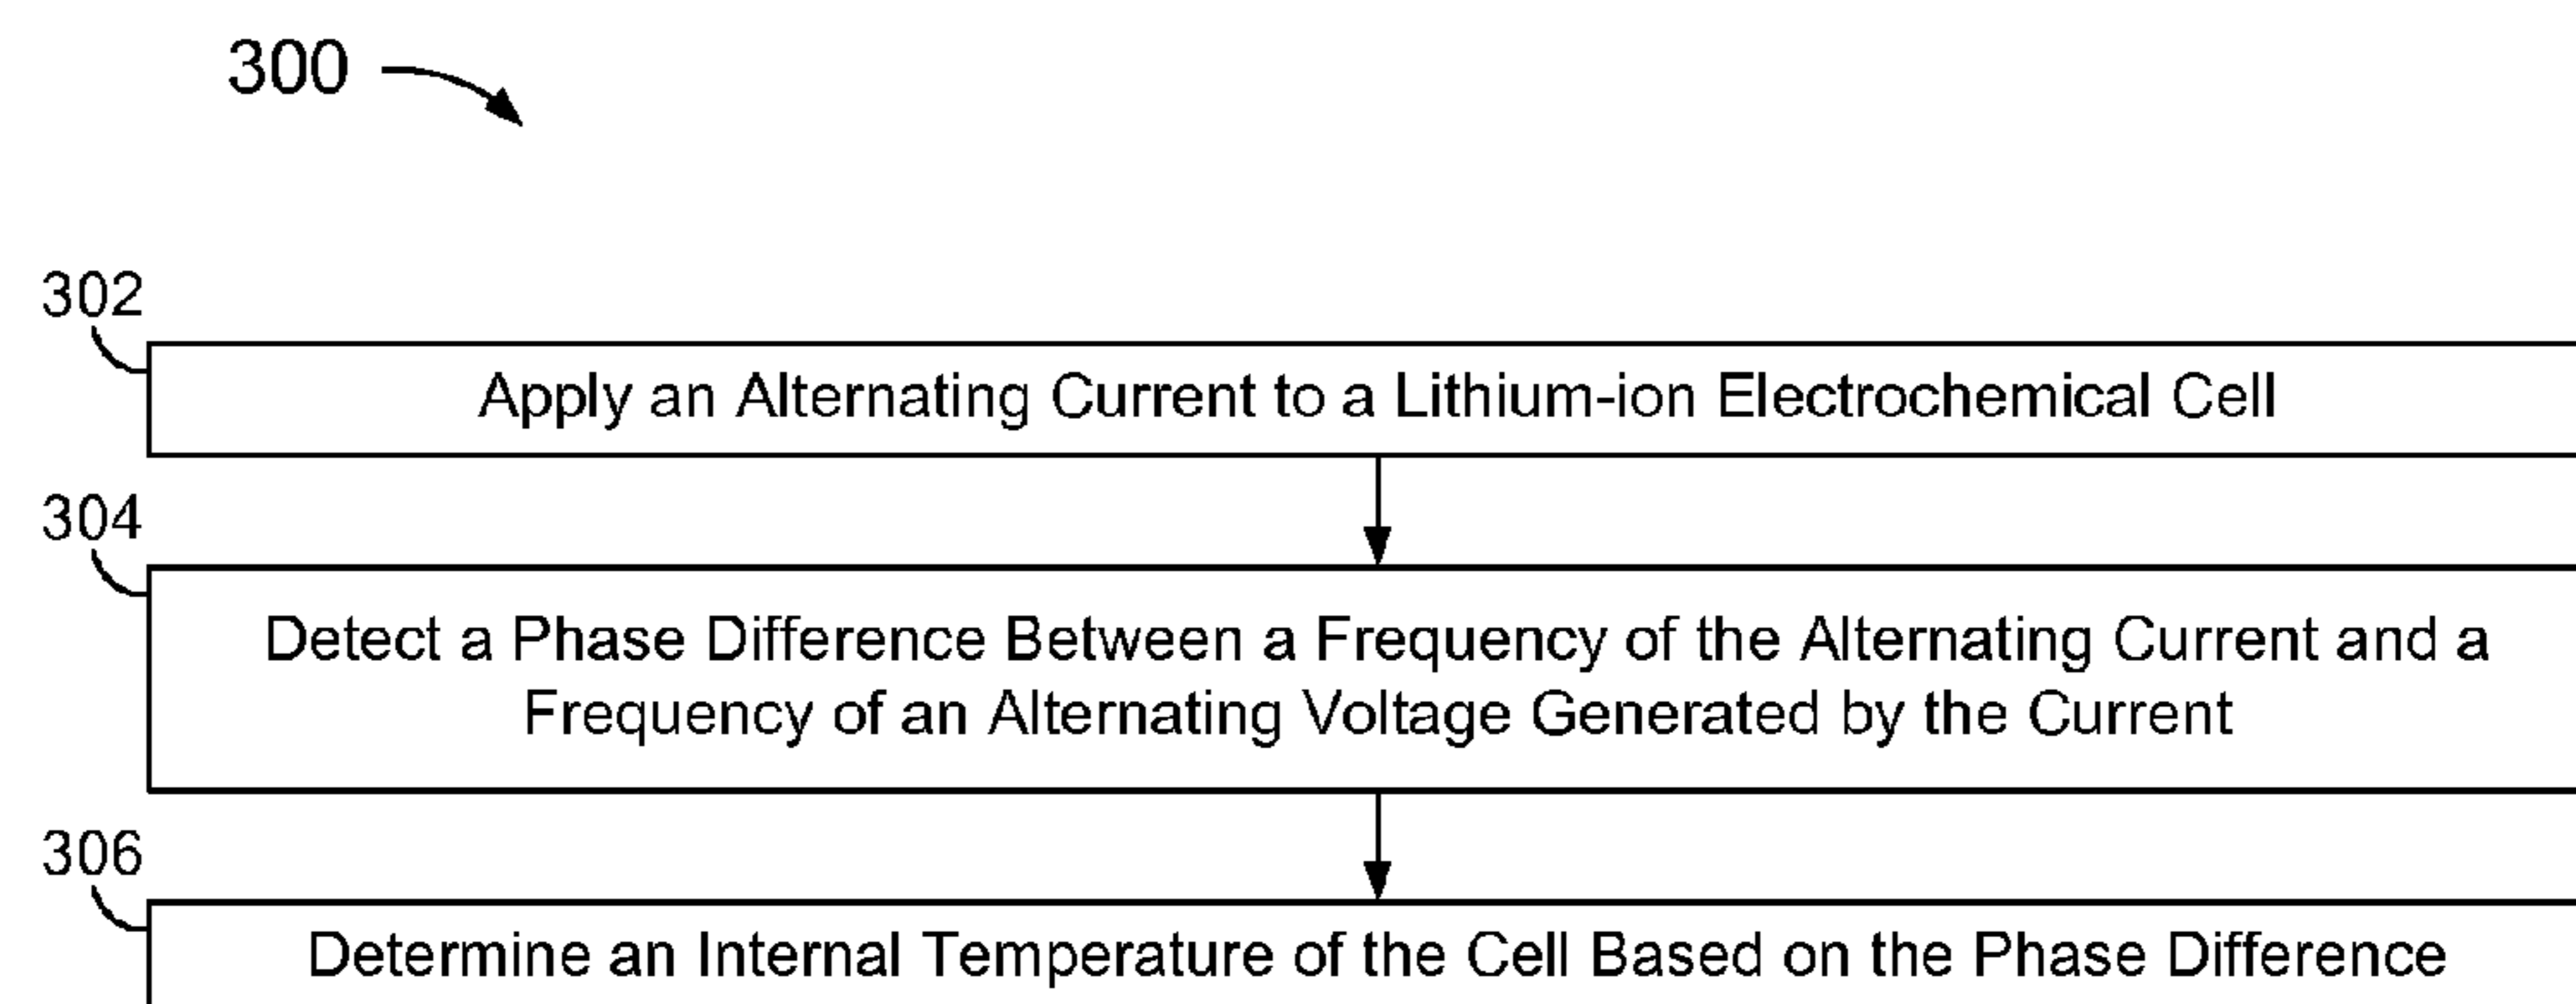 300
302
Apply an Alternating Current to a Lithium-ion Electrochemical Cell
304
Detect a Phase Difference Between a Frequency of the Alternating Current and a
Frequency of an Alternating Voltage Generated by the Current
306
Determine an Internal Temperature of the Cell Based on the Phase Difference